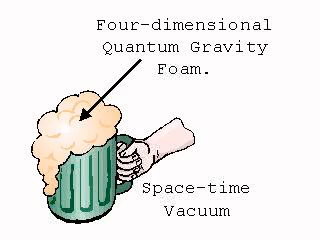 Four-dimensional
Quantum Gravity
Foam.
Space-time
Vacuum